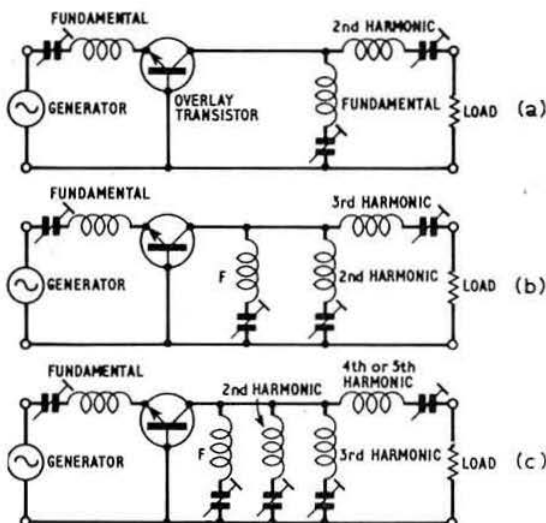 FUNDAMENTAL
2nd HARMONIC
GENERATOR
OVERLAY
TRANSISTOR
FUNDAMENTAL
LOAD
(a)
FUNDAMENTAL
3rd HARMONIC
GENERATOR
F
2nd HARMONIC
LOAD
(b)
FUNDAMENTAL
2nd HARMONIC
4th or 5th
HARMONIC
GENERATOR
F
3rd HARMONIC
LOAD
(c)